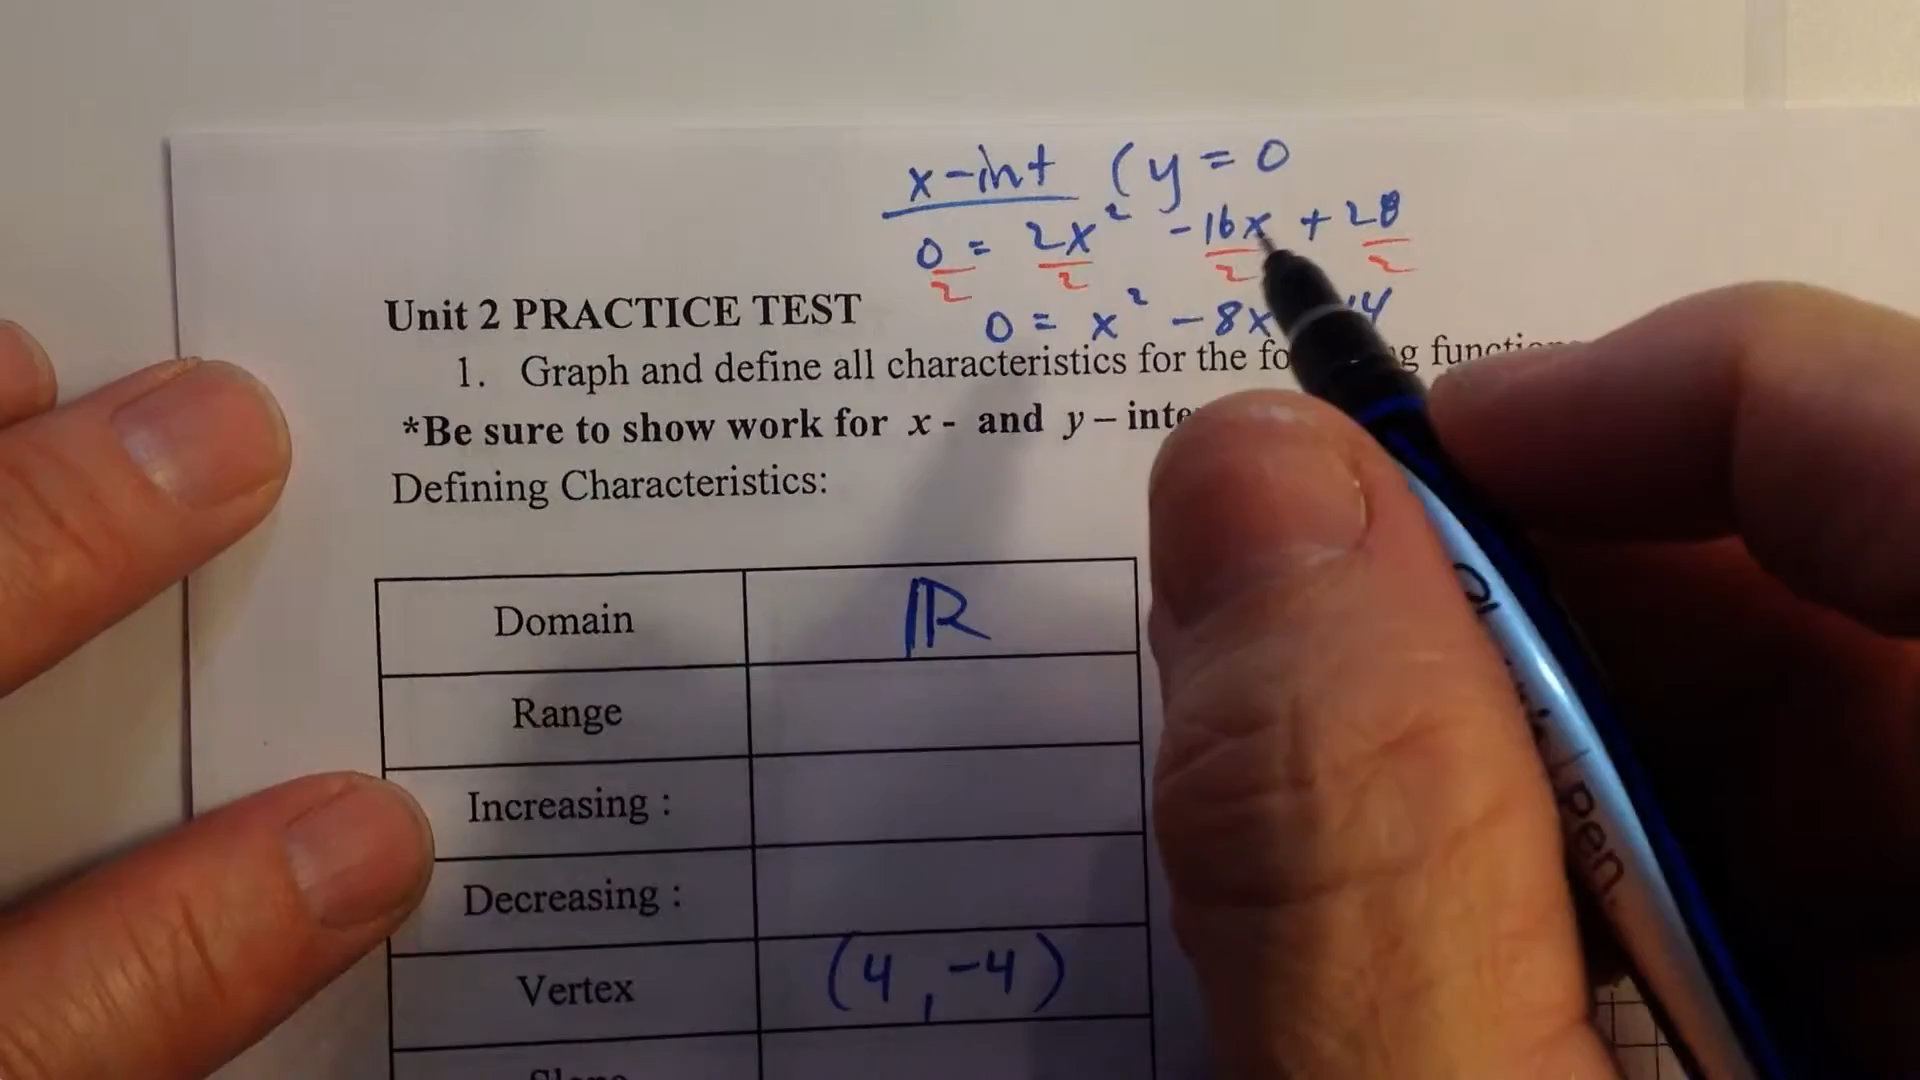 x-int (y = 0
0 = 2x² - 16x + 28
2 2 2 2
0 = x² - 8x 14
Unit 2 PRACTICE TEST
1. Graph and define all characteristics for the
*Be sure to show work for x - and y –
Defining Characteristics:
Domain ℝ
Range
Increasing :
Decreasing :
Vertex (4, -4)
Pen.